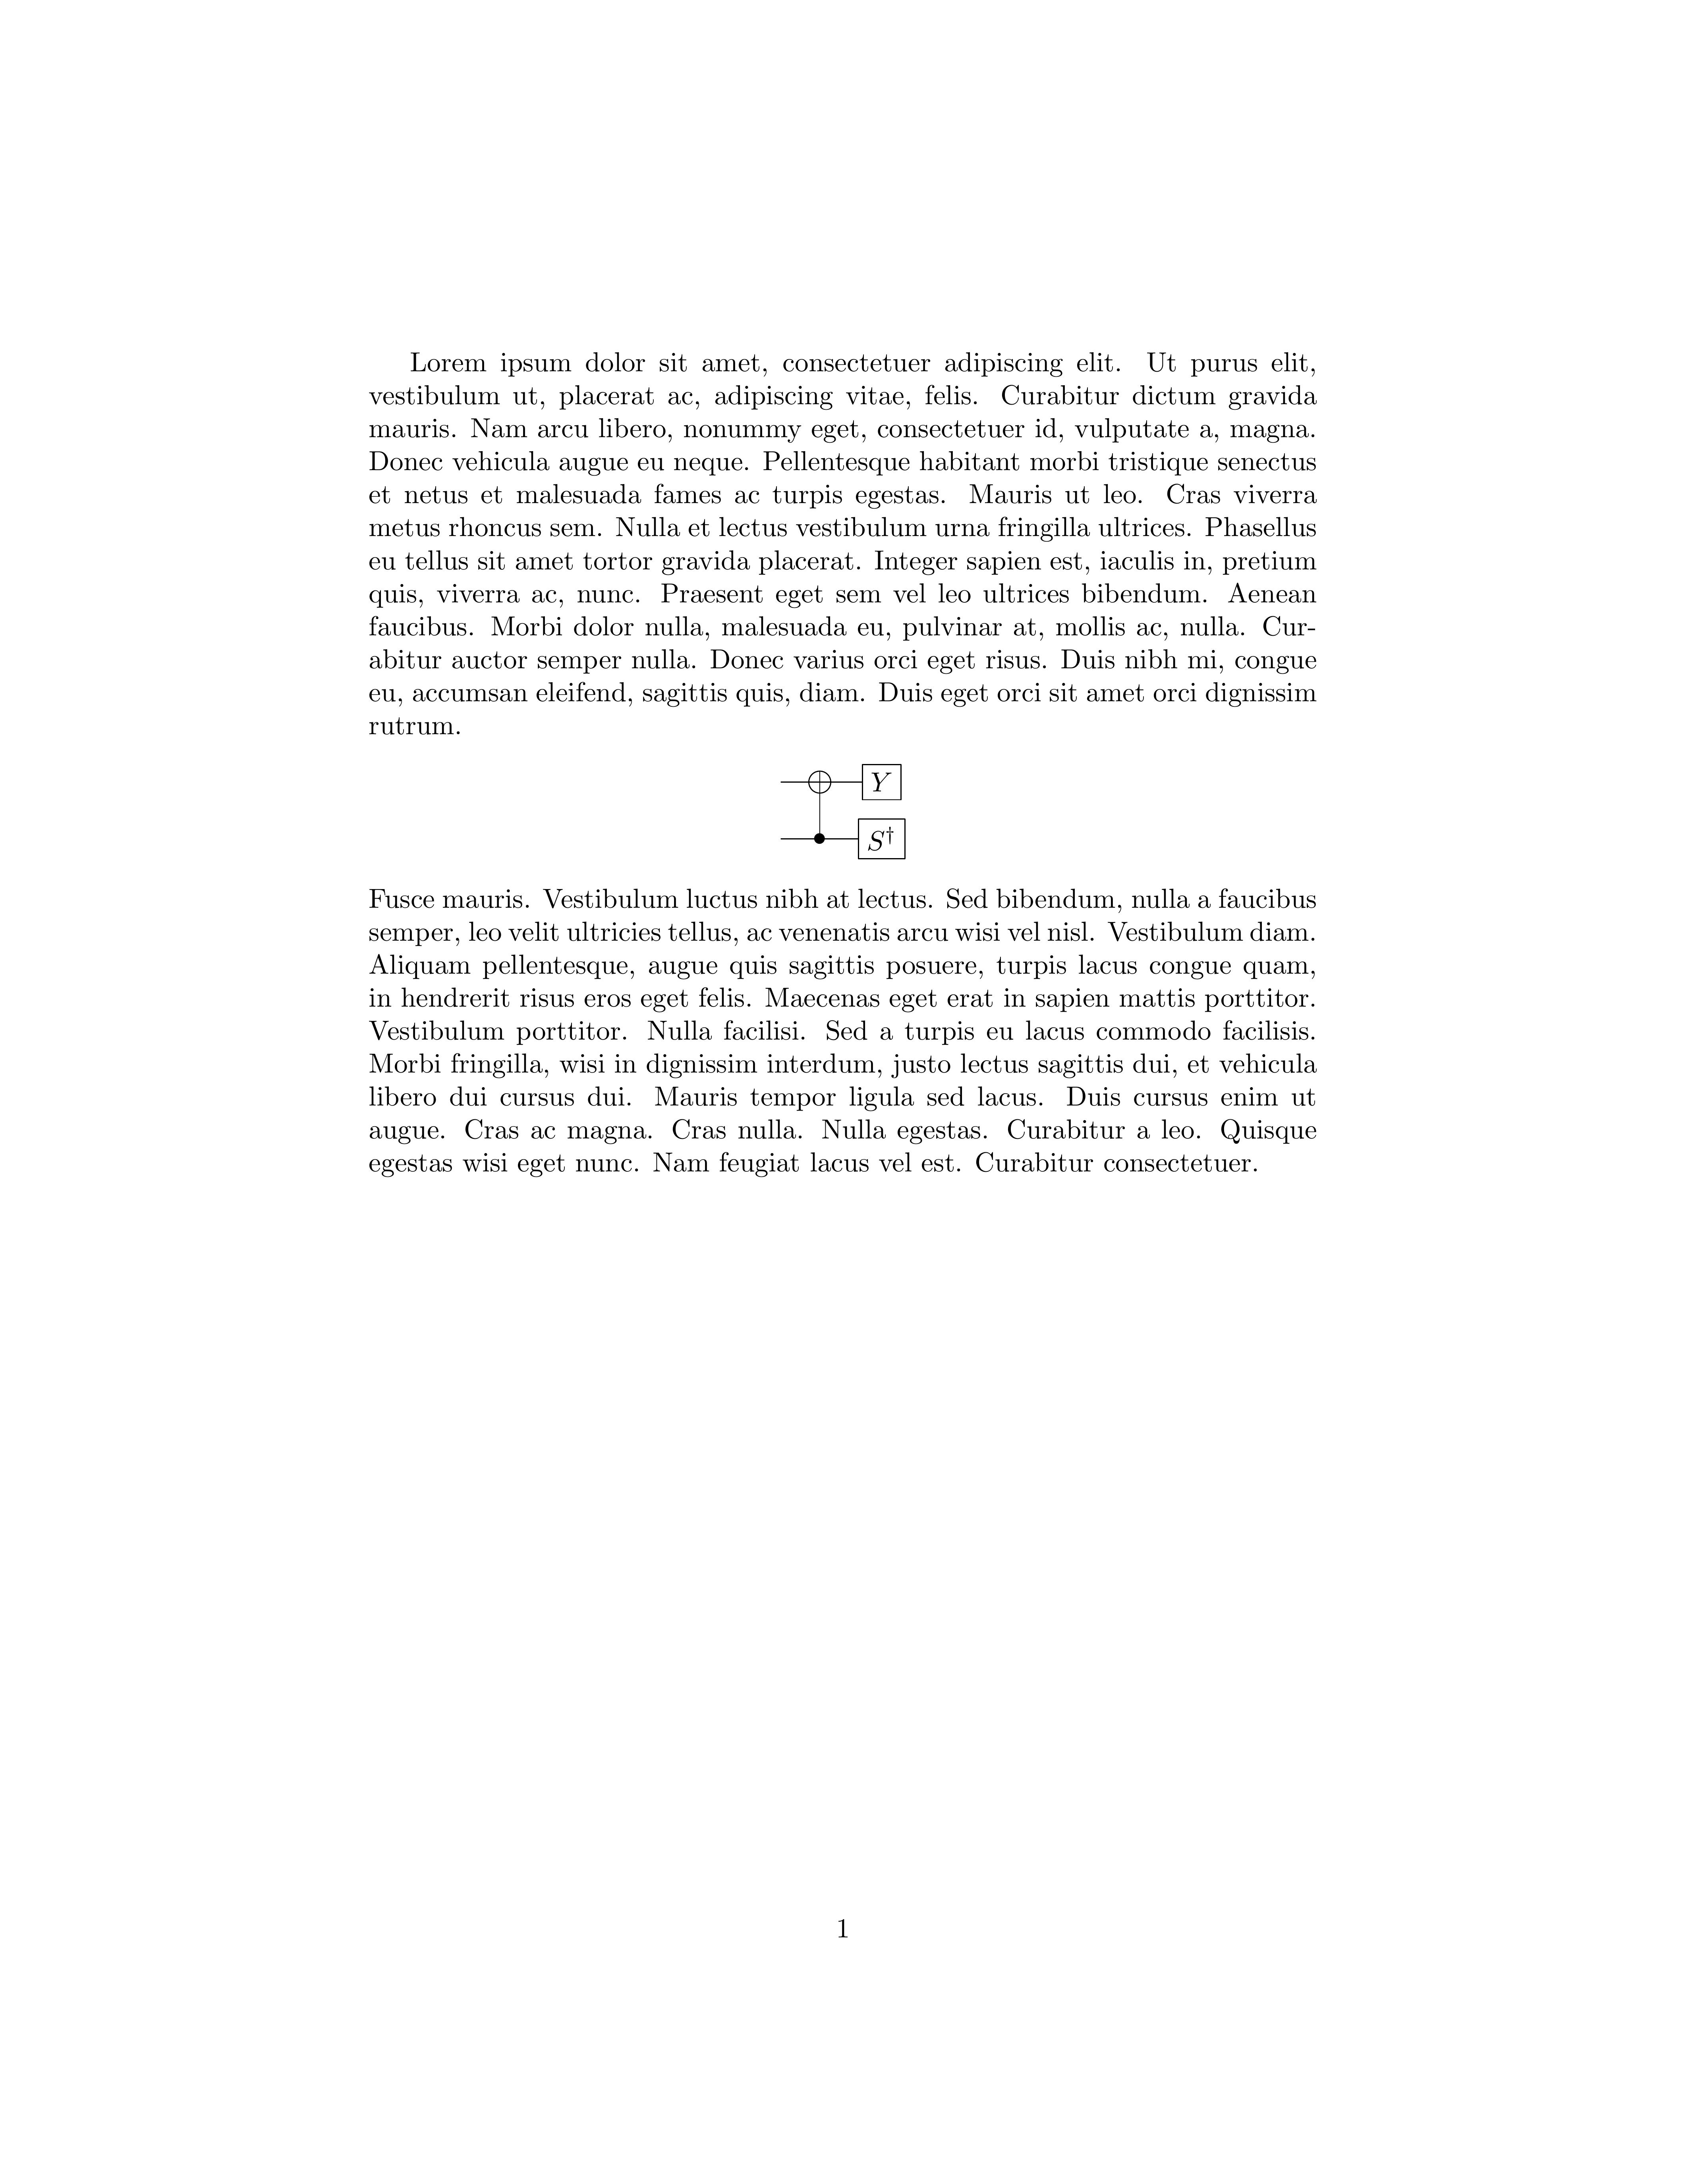 Lorem ipsum dolor sit amet, consectetuer adipiscing elit. Ut purus elit,
vestibulum ut, placerat ac, adipiscing vitae, felis. Curabitur dictum gravida
mauris. Nam arcu libero, nonummy eget, consectetuer id, vulputate a, magna.
Donec vehicula augue eu neque. Pellentesque habitant morbi tristique senectus
et netus et malesuada fames ac turpis egestas. Mauris ut leo. Cras viverra
metus rhoncus sem. Nulla et lectus vestibulum urna fringilla ultrices. Phasellus
eu tellus sit amet tortor gravida placerat. Integer sapien est, iaculis in, pretium
quis, viverra ac, nunc. Praesent eget sem vel leo ultrices bibendum. Aenean
faucibus. Morbi dolor nulla, malesuada eu, pulvinar at, mollis ac, nulla. Cur-
abitur auctor semper nulla. Donec varius orci eget risus. Duis nibh mi, congue
eu, accumsan eleifend, sagittis quis, diam. Duis eget orci sit amet orci dignissim
rutrum.
Y
S†
Fusce mauris. Vestibulum luctus nibh at lectus. Sed bibendum, nulla a faucibus
semper, leo velit ultricies tellus, ac venenatis arcu wisi vel nisl. Vestibulum diam.
Aliquam pellentesque, augue quis sagittis posuere, turpis lacus congue quam,
in hendrerit risus eros eget felis. Maecenas eget erat in sapien mattis porttitor.
Vestibulum porttitor. Nulla facilisi. Sed a turpis eu lacus commodo facilisis.
Morbi fringilla, wisi in dignissim interdum, justo lectus sagittis dui, et vehicula
libero dui cursus dui. Mauris tempor ligula sed lacus. Duis cursus enim ut
augue. Cras ac magna. Cras nulla. Nulla egestas. Curabitur a leo. Quisque
egestas wisi eget nunc. Nam feugiat lacus vel est. Curabitur consectetuer.
1